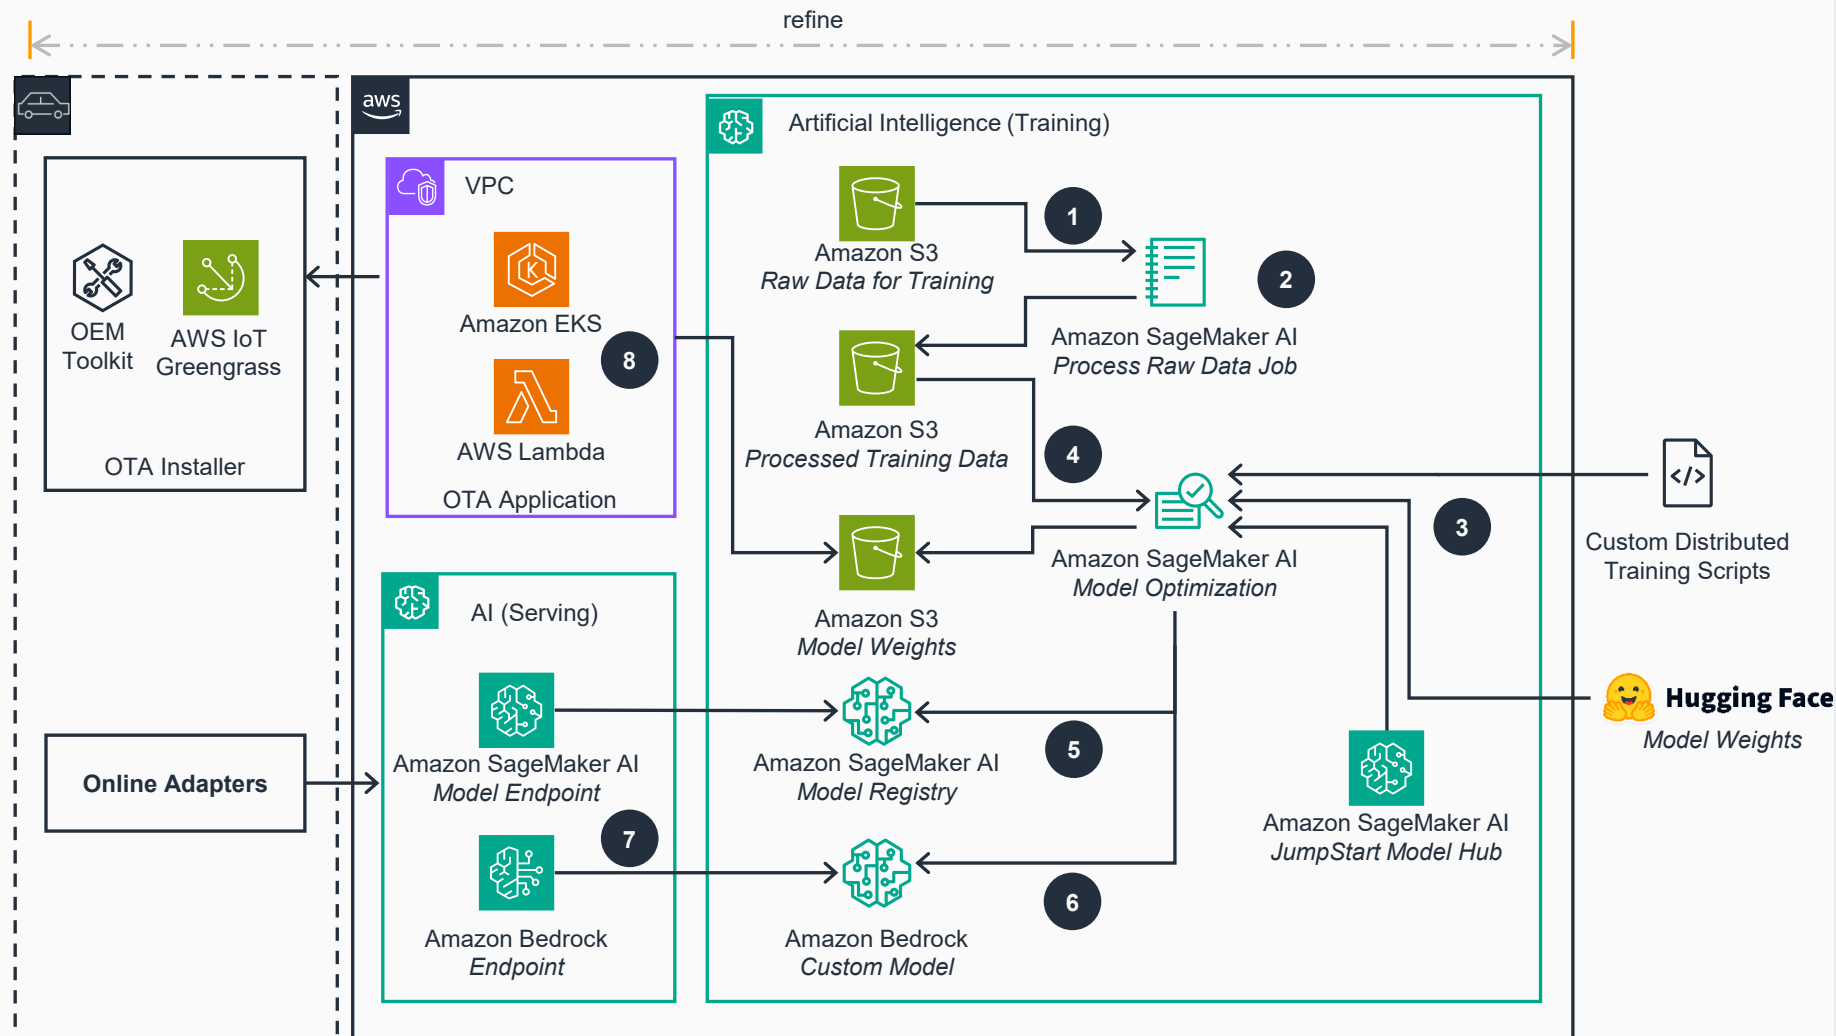 refine
aws
Artificial Intelligence (Training)
VPC
1
Amazon S3
Raw Data for Training
2
OEM
Toolkit
AWS IoT
Greengrass
K
Amazon EKS
8
Amazon SageMaker AI
Process Raw Data Job
Amazon S3
Processed Training Data
4
AWS Lambda
OTA Installer
OTA Application
3
</>
Custom Distributed
Training Scripts
Amazon SageMaker AI
Model Optimization
AI (Serving)
Amazon S3
Model Weights
Hugging Face
Model Weights
Amazon SageMaker AI
Model Endpoint
Amazon SageMaker AI
Model Registry
5
Online Adapters
7
Amazon SageMaker AI
JumpStart Model Hub
6
Amazon Bedrock
Endpoint
Amazon Bedrock
Custom Model